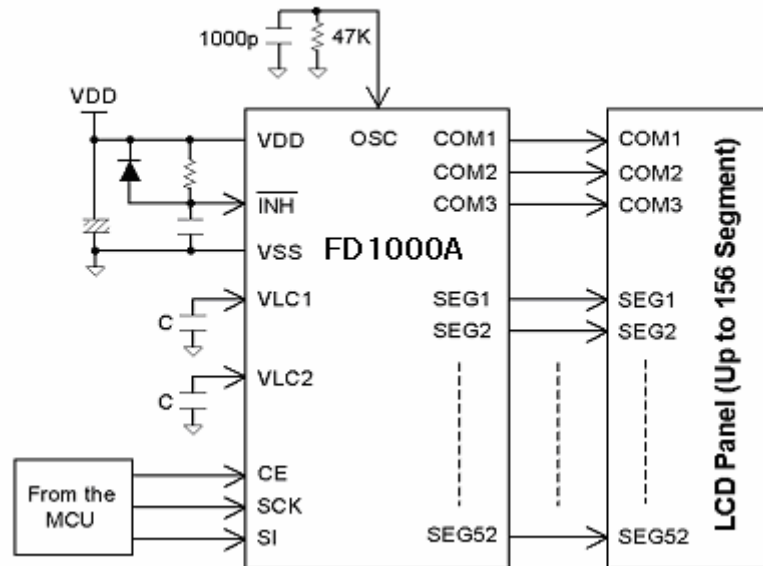 1000p
47K
VDD
VDD
OSC
COM1
COM1
COM2
COM2
INH
COM3
COM3
VSS
FD1000A
C
VLC1
SEG1
SEG1
SEG2
SEG2
C
VLC2
From the
MCU
CE
SCK
SI
SEG52
SEG52
LCD Panel (Up to 156 Segment)